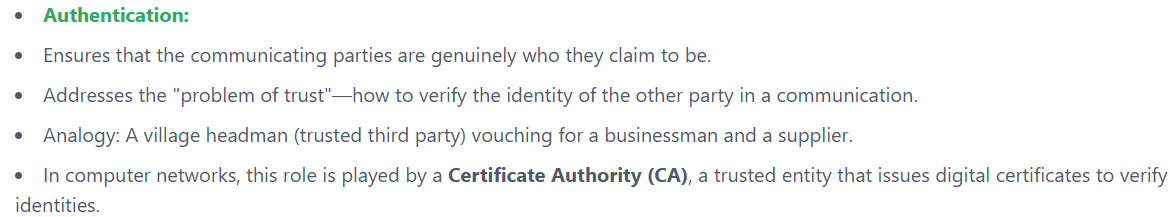 • Authentication:
• Ensures that the communicating parties are genuinely who they claim to be.
• Addresses the "problem of trust"—how to verify the identity of the other party in a communication.
• Analogy: A village headman (trusted third party) vouching for a businessman and a supplier.
• In computer networks, this role is played by a Certificate Authority (CA), a trusted entity that issues digital certificates to verify
identities.